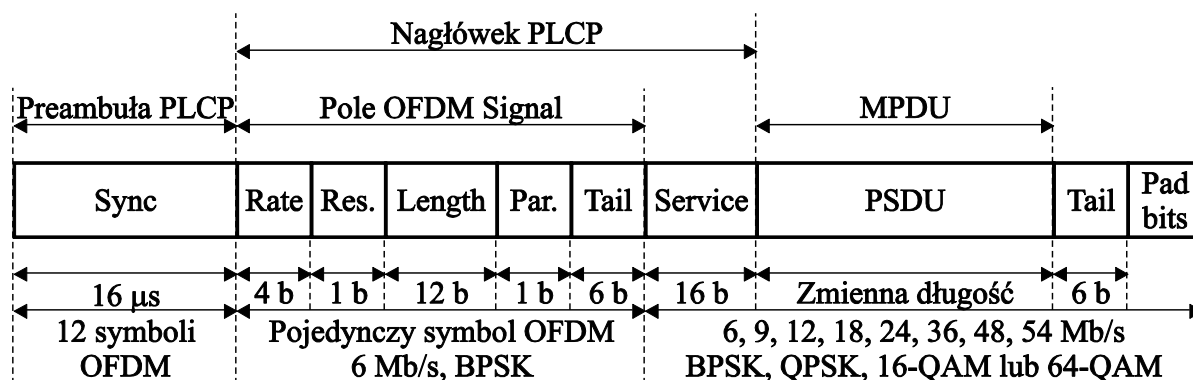 Nagłówek PLCP
Preambuła PLCP Pole OFDM Signal MPDU
Sync Rate Res. Length Par. Tail Service PSDU Tail Pad bits
16 μs 4 b 1 b 12 b 1 b 6 b 16 b Zmienna długość 6 b
12 symboli Pojedynczy symbol OFDM 6, 9, 12, 18, 24, 36, 48, 54 Mb/s
OFDM 6 Mb/s, BPSK BPSK, QPSK, 16-QAM lub 64-QAM